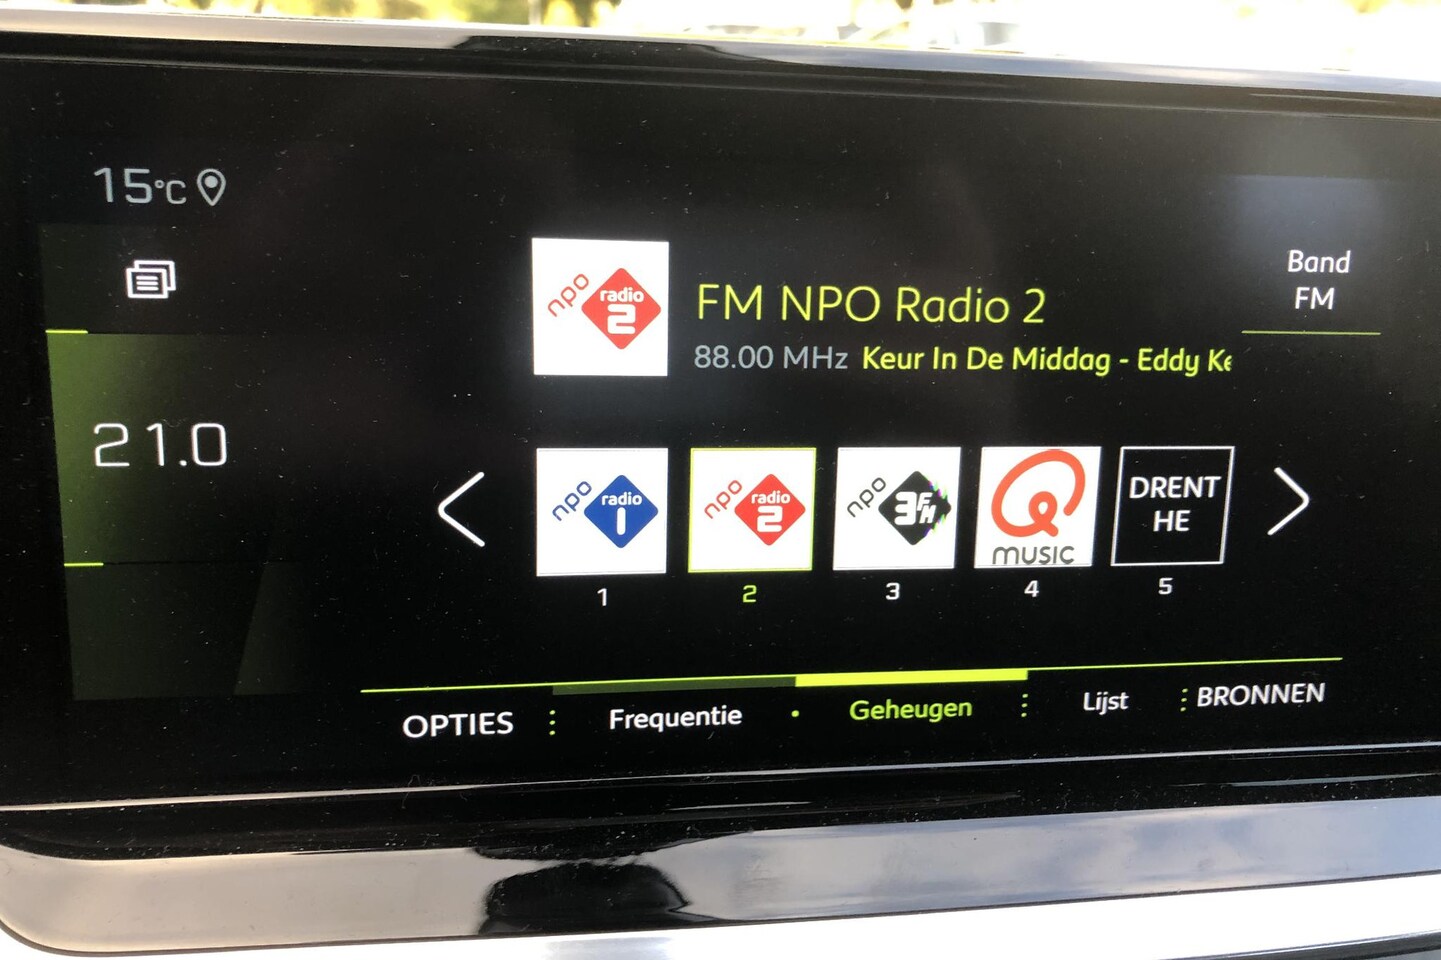 15°C
21.0
npo radio 2
FM NPO Radio 2
88.00 MHz Keur In De Middag - Eddy Ke
Band
FM
npo radio 1
npo radio 2
npo 3FM
Q
MUSIC
DRENT
HE
1 2 3 4 5
OPTIES Frequentie Geheugen Lijst BRONNEN